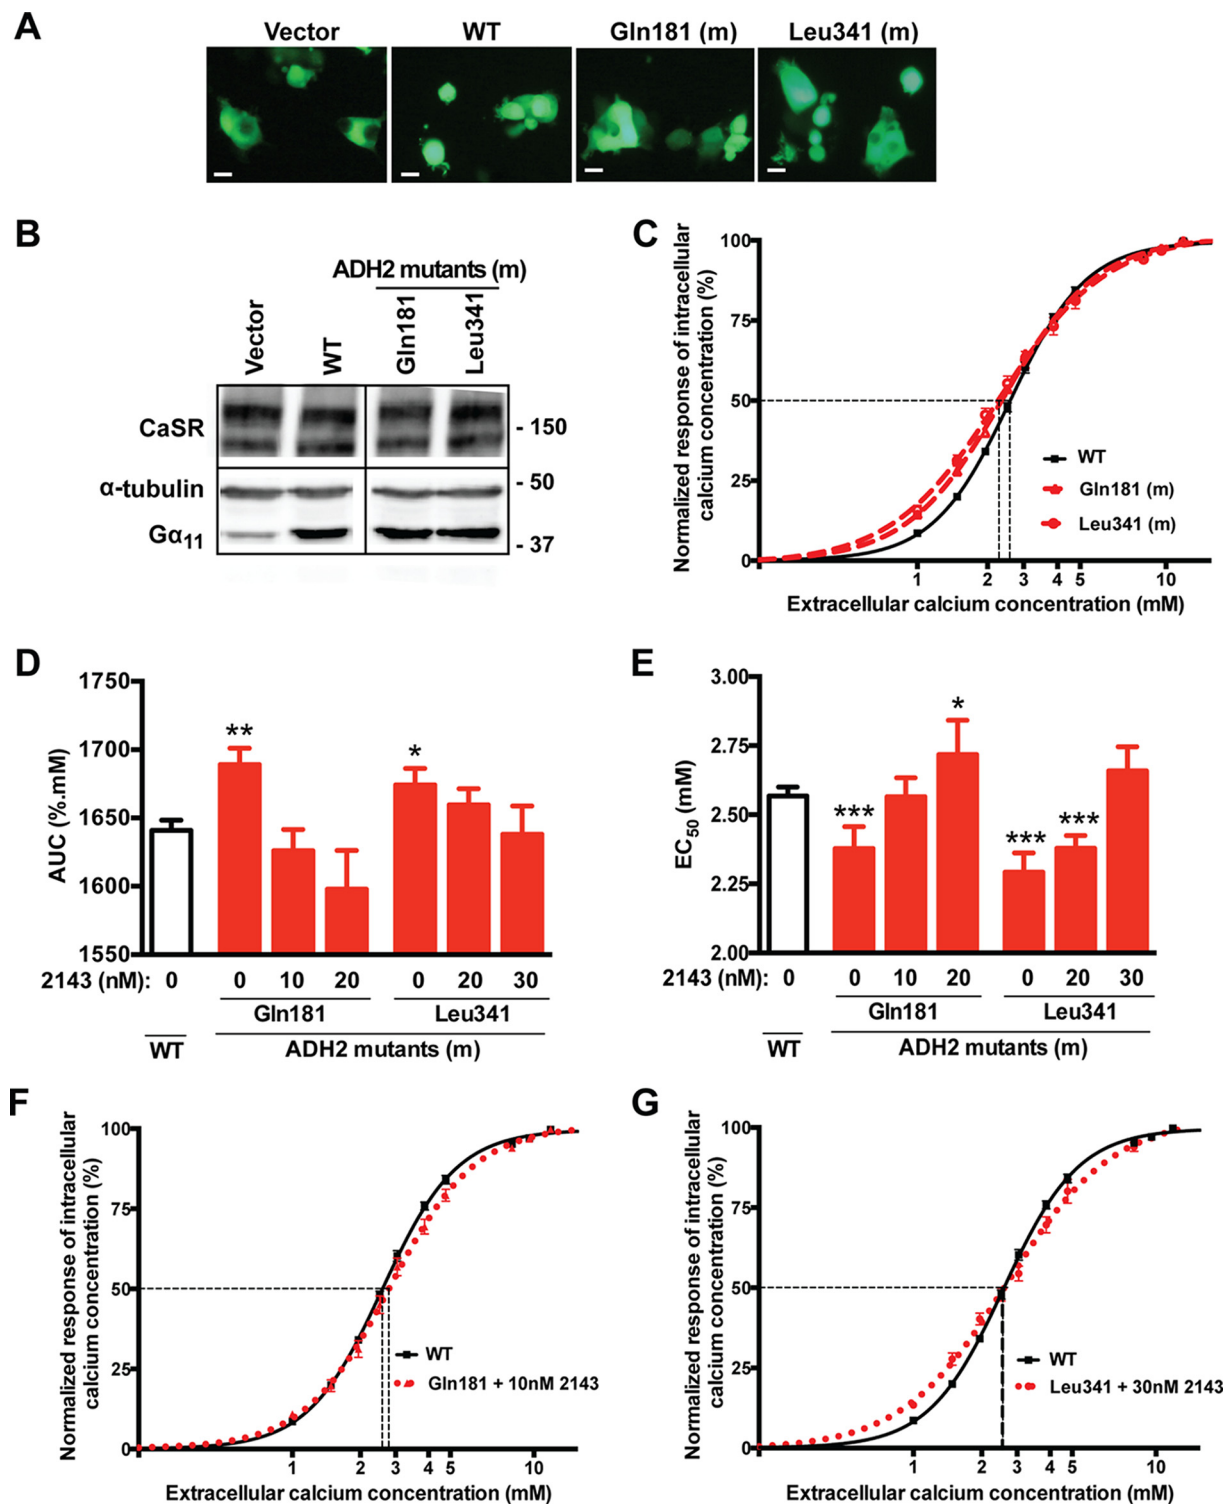 A
Vector
WT
Gln181 (m)
Leu341 (m)
B
ADH2 mutants (m)
Vector
WT
Gln181
Leu341
CaSR
- 150
α-tubulin
- 50
Gα11
- 37
C
Normalized response of intracellular
calcium concentration (%)
100
75
50
25
0
WT
Gln181 (m)
Leu341 (m)
1 2 3 4 5 10
Extracellular calcium concentration (mM)
D
AUC (%.mM)
1750
1700
1650
1600
1550
**
*
2143 (nM): 0 0 10 20 0 20 30
Gln181 Leu341
WT ADH2 mutants (m)
E
EC50 (mM)
3.00
2.75
2.50
2.25
2.00
***
*
***
***
2143 (nM): 0 0 10 20 0 20 30
Gln181 Leu341
WT ADH2 mutants (m)
F
Normalized response of intracellular
calcium concentration (%)
100
75
50
25
0
WT
Gln181 + 10nM 2143
1 2 3 4 5 10
Extracellular calcium concentration (mM)
G
Normalized response of intracellular
calcium concentration (%)
100
75
50
25
0
WT
Leu341 + 30nM 2143
1 2 3 4 5 10
Extracellular calcium concentration (mM)